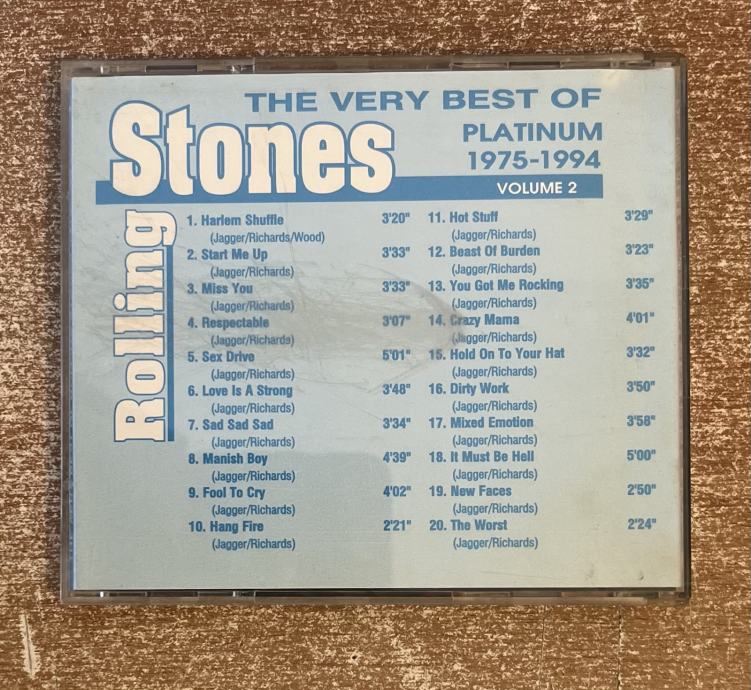 THE VERY BEST OF
Rolling Stones
PLATINUM
1975-1994
VOLUME 2
1. Harlem Shuffle 3'20"
(Jagger/Richards/Wood)
2. Start Me Up 3'33"
(Jagger/Richards)
3. Miss You 3'33"
(Jagger/Richards)
4. Respectable 3'07"
(Jagger/Richards)
5. Sex Drive 5'01"
(Jagger/Richards)
6. Love Is A Strong 3'48"
(Jagger/Richards)
7. Sad Sad Sad 3'34"
(Jagger/Richards)
8. Manish Boy 4'39"
(Jagger/Richards)
9. Fool To Cry 4'02"
(Jagger/Richards)
10. Hang Fire 2'21"
(Jagger/Richards)
11. Hot Stuff 3'29"
(Jagger/Richards)
12. Beast Of Burden 3'23"
(Jagger/Richards)
13. You Got Me Rocking 3'35"
(Jagger/Richards)
14. Crazy Mama 4'01"
(Jagger/Richards)
15. Hold On To Your Hat 3'32"
(Jagger/Richards)
16. Dirty Work 3'50"
(Jagger/Richards)
17. Mixed Emotion 3'58"
(Jagger/Richards)
18. It Must Be Hell 5'00"
(Jagger/Richards)
19. New Faces 2'50"
(Jagger/Richards)
20. The Worst 2'24"
(Jagger/Richards)